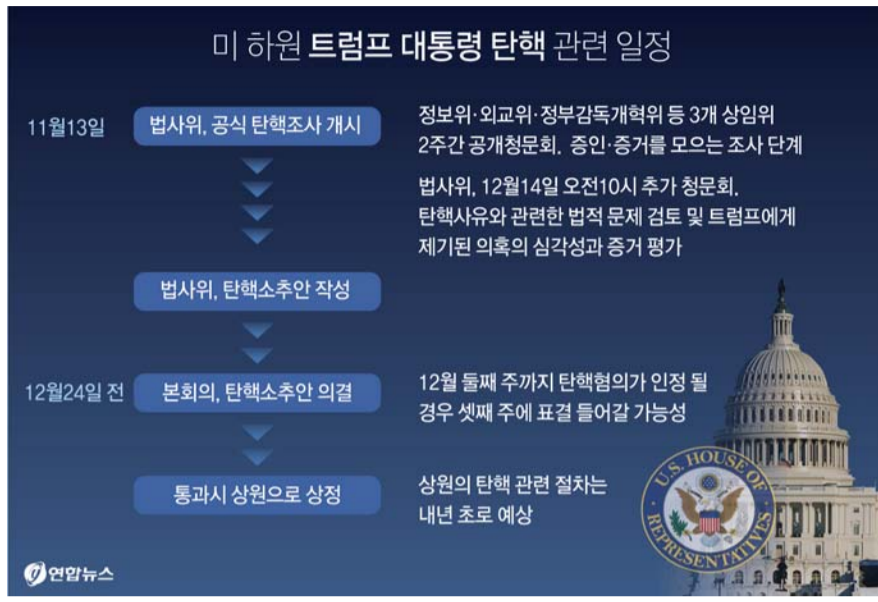 미 하원 트럼프 대통령 탄핵 관련 일정
11월13일
법사위, 공식 탄핵조사 개시
정보위·외교위·정부감독개혁위 등 3개 상임위
2주간 공개청문회. 증인·증거를 모으는 조사 단계
법사위, 12월14일 오전10시 추가 청문회.
탄핵사유와 관련한 법적 문제 검토 및 트럼프에게
제기된 의혹의 심각성과 증거 평가
법사위, 탄핵소추안 작성
12월24일 전
본회의, 탄핵소추안 의결
12월 둘째 주까지 탄핵혐의가 인정 될
경우 셋째 주에 표결 들어갈 가능성
통과시 상원으로 상정
상원의 탄핵 관련 절차는
내년 초로 예상
U.S. HOUSE OF
REPRESENTATIVES
연합뉴스